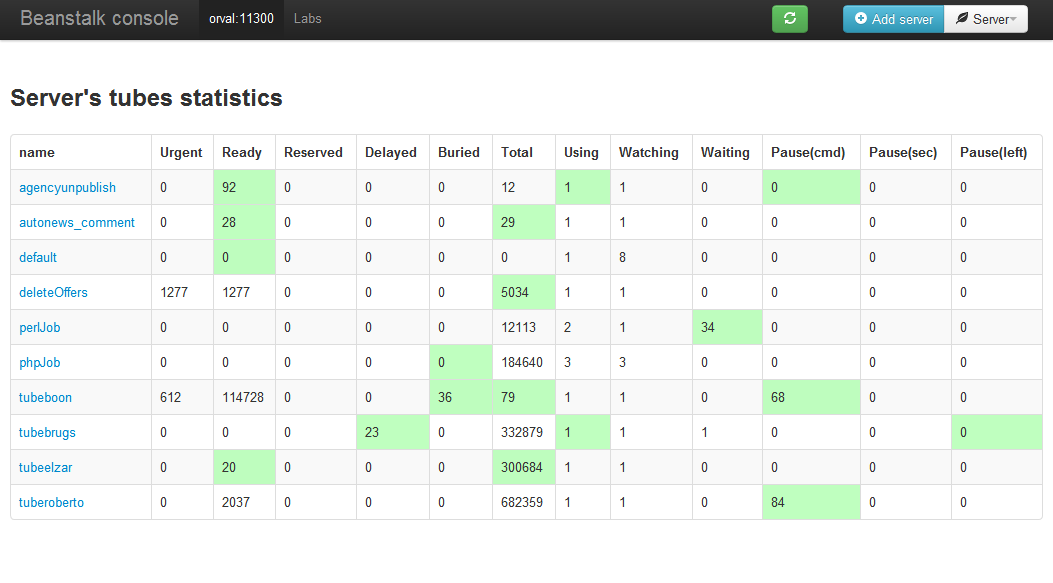 Beanstalk console orval:11300 Labs Add server Server
Server's tubes statistics
name Urgent Ready Reserved Delayed Buried Total Using Watching Waiting Pause(cmd) Pause(sec) Pause(left)
agencyunpublish 0 92 0 0 0 12 1 1 0 0 0 0
autonews_comment 0 28 0 0 0 29 1 1 0 0 0 0
default 0 0 0 0 0 0 1 8 0 0 0 0
deleteOffers 1277 1277 0 0 0 5034 1 1 0 0 0 0
perlJob 0 0 0 0 0 12113 2 1 34 0 0 0
phpJob 0 0 0 0 0 184640 3 3 0 0 0 0
tubeboon 612 114728 0 0 36 79 1 1 0 68 0 0
tubebrugs 0 0 0 23 0 332879 1 1 1 0 0 0
tubeelzar 0 20 0 0 0 300684 1 1 0 0 0 0
tuberoberto 0 2037 0 0 0 682359 1 1 0 84 0 0